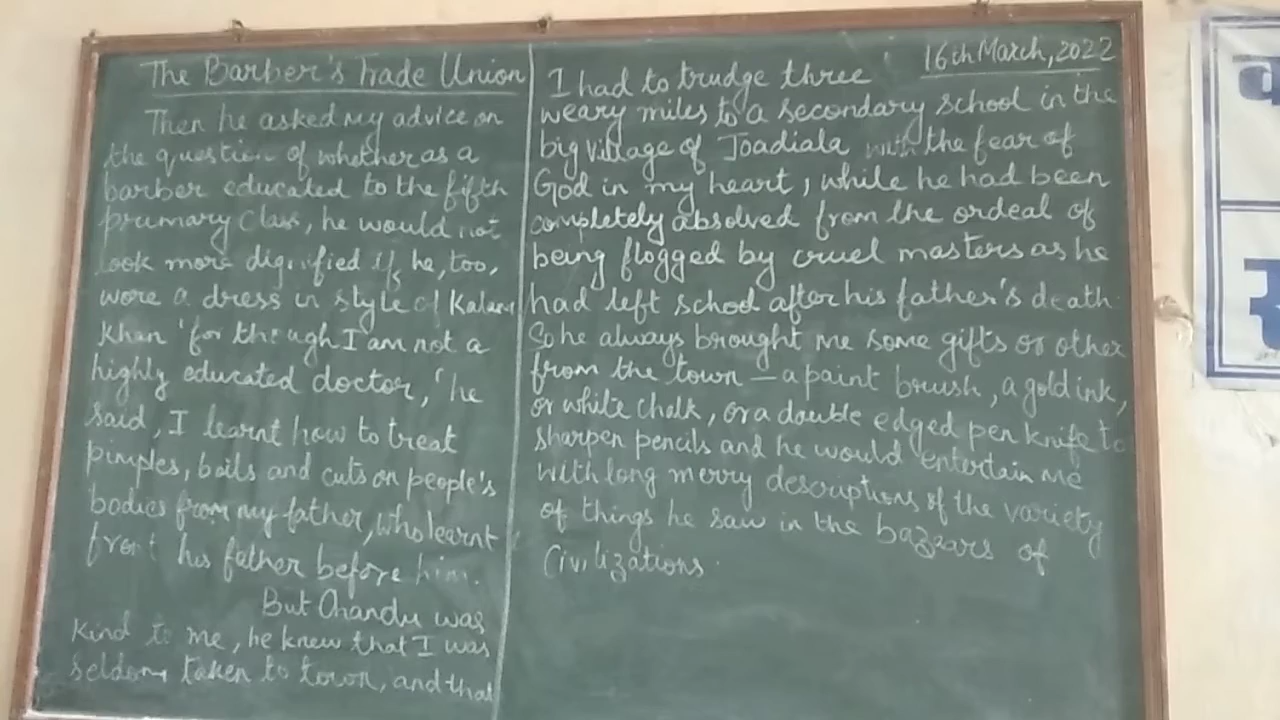 The Barber's Trade Union
Then he asked my advice on
the question of whether as a
barber educated to the fifth
primary class, he would not
look more dignified if he, too,
wore a dress in style of Kalan
Khan 'for though I am not a
highly educated doctor,' he
said, I learnt how to treat
pimples, boils and cuts on people's
bodies from my father, who learnt
from his father before him.
But Chandu was
kind to me, he knew that I was
seldom taken to town, and that
16th March, 2022
I had to trudge three
weary miles to a secondary school in the
big village of Joadiala with the fear of
God in my heart, while he had been
completely absolved from the ordeal of
being flogged by cruel masters as he
had left school after his father's death.
So he always brought me some gifts or other
from the town – a paint brush, a gold ink,
or white chalk, or a double edged pen knife to
sharpen pencils and he would entertain me
with long merry descriptions of the variety
of things he saw in the bazzars of
Civilizations.